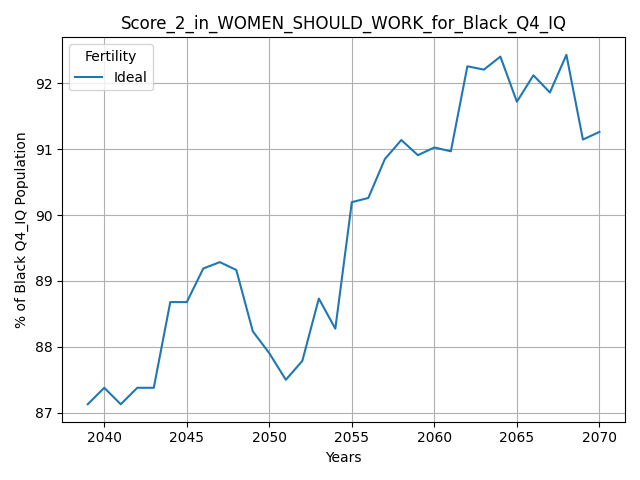 Score_2_in_WOMEN_SHOULD_WORK_for_Black_Q4_IQ
Fertility
Ideal
% of Black Q4_IQ Population
92
91
90
89
88
87
2040
2045
2050
2055
2060
2065
2070
Years